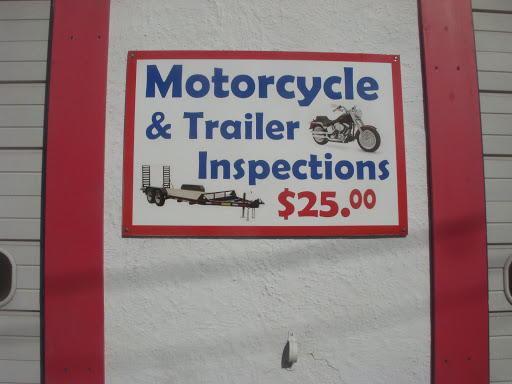 Motorcycle
& Trailer
Inspections
$25.00